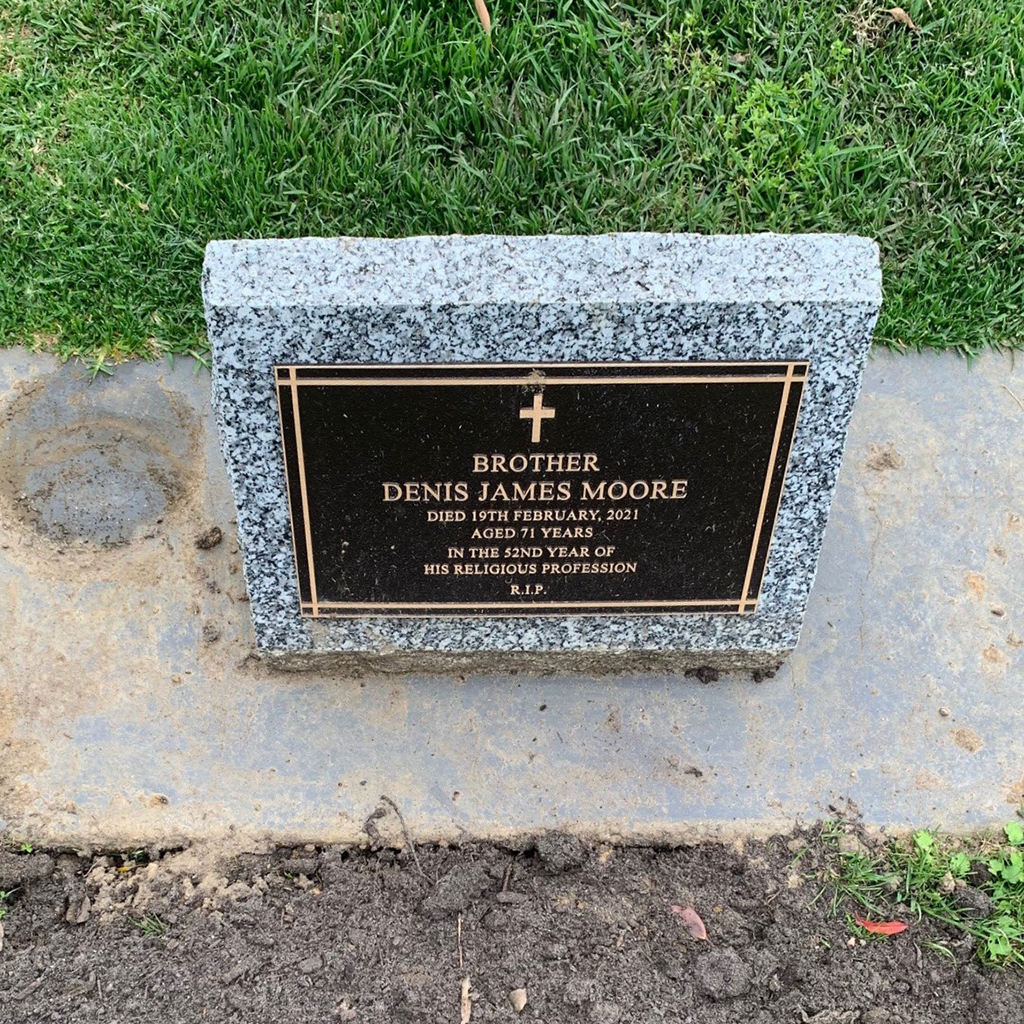 BROTHER
DENIS JAMES MOORE
DIED 19TH FEBRUARY, 2021
AGED 71 YEARS
IN THE 52ND YEAR OF
HIS RELIGIOUS PROFESSION
R.I.P.